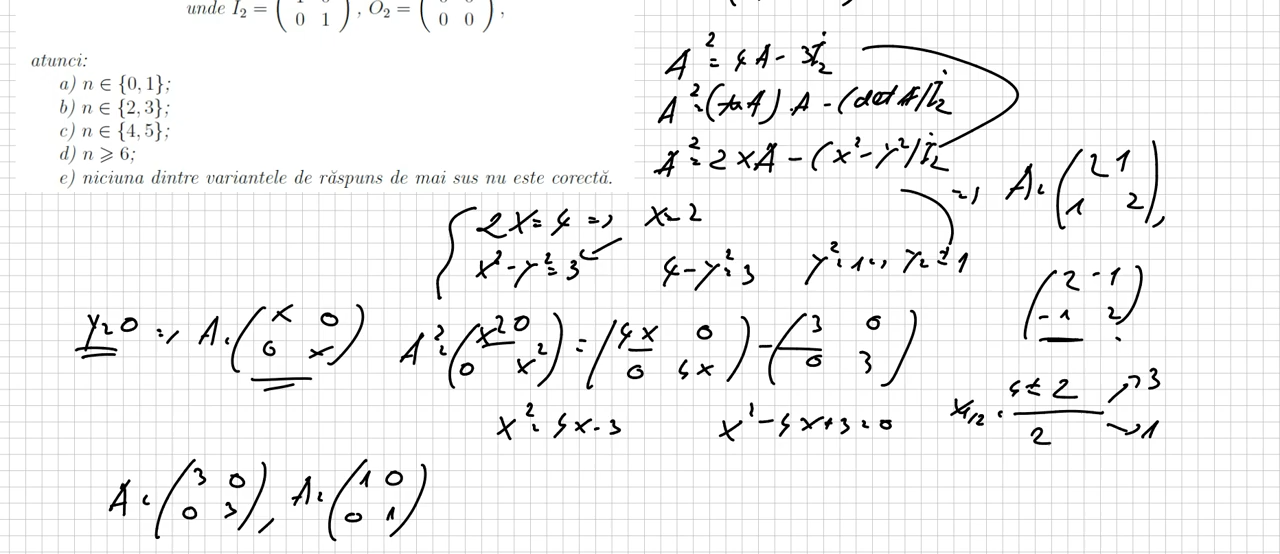 unde I₂ = ( 0 1 ), O₂ = ( 0 0 ),
atunci:
a) n ∈ {0, 1};
b) n ∈ {2, 3};
c) n ∈ {4, 5};
d) n ⩾ 6;
e) niciuna dintre variantele de răspuns de mai sus nu este corectă.
A² = 4A - 3I₂
A² = (tr A) · A - (det A) I₂
A² = 2xA - (x² - y²) I₂
=> A = (2 1 / 1 2),
(2 -1 / -1 2).
2x = 4 => x = 2
x² - y² = 3 4 - y² = 3 y² = 1 => y = ±1
y = 0 => A = (x 0 / 0 x) A² = (x² 0 / 0 x²) = (4x 0 / 0 4x) - (3 0 / 0 3)
x² = 4x - 3 x² - 4x + 3 = 0 x₁/₂ = 4 ± 2 / 2 → 3 → 1
A = (3 0 / 0 3), A = (1 0 / 0 1)